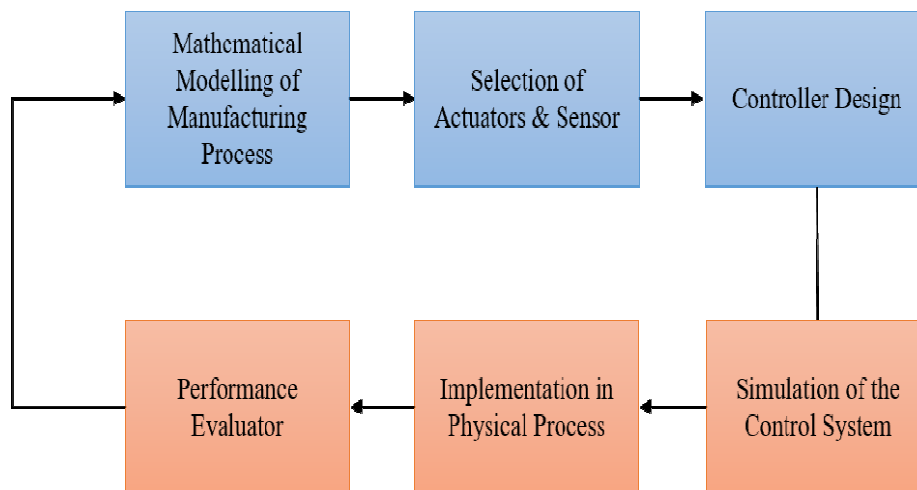 Mathematical
Modelling of
Manufacturing
Process
Selection of
Actuators & Sensor
Controller Design
Performance
Evaluator
Implementation in
Physical Process
Simulation of the
Control System